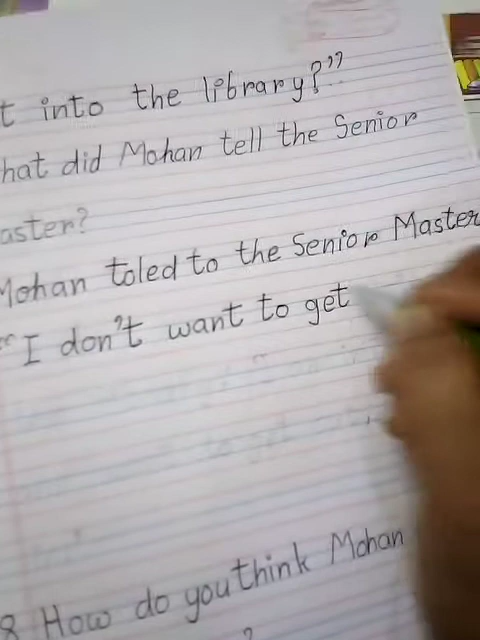 t into the library?"
hat did Mohan tell the Senior
aster?
Mohan toled to the Senior Master
"I don't want to get
8 How do you think Mohan
?